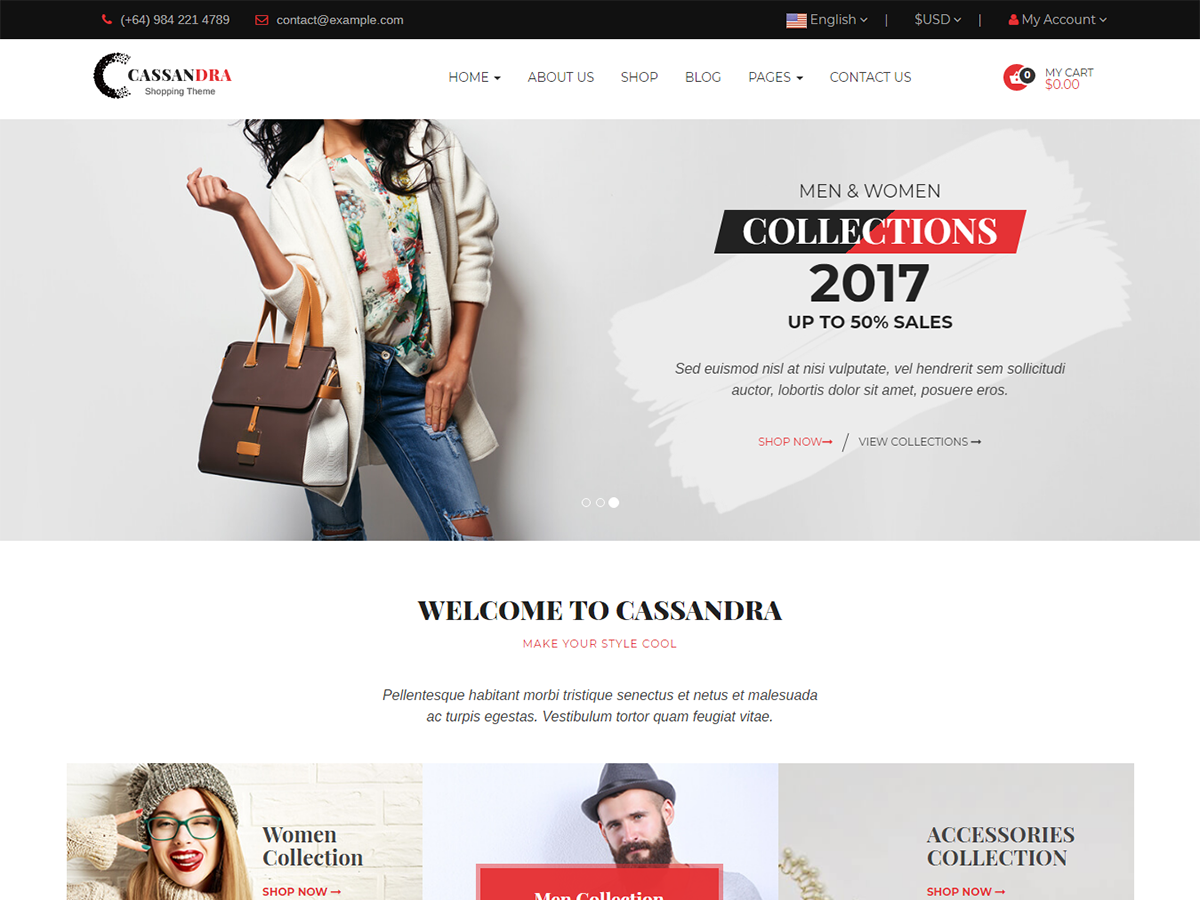 (+64) 984 221 4789
contact@example.com
English
|
$USD
|
My Account
CASSANDRA
Shopping Theme
HOME
ABOUT US
SHOP
BLOG
PAGES
CONTACT US
0
MY CART
$0.00
MEN & WOMEN
COLLECTIONS
2017
UP TO 50% SALES
Sed euismod nisl at nisi vulputate, vel hendrerit sem sollicitudi
auctor, lobortis dolor sit amet, posuere eros.
SHOP NOW
/
VIEW COLLECTIONS
WELCOME TO CASSANDRA
MAKE YOUR STYLE COOL
Pellentesque habitant morbi tristique senectus et netus et malesuada
ac turpis egestas. Vestibulum tortor quam feugiat vitae.
Women
Collection
SHOP NOW
Men Collection
ACCESSORIES
COLLECTION
SHOP NOW